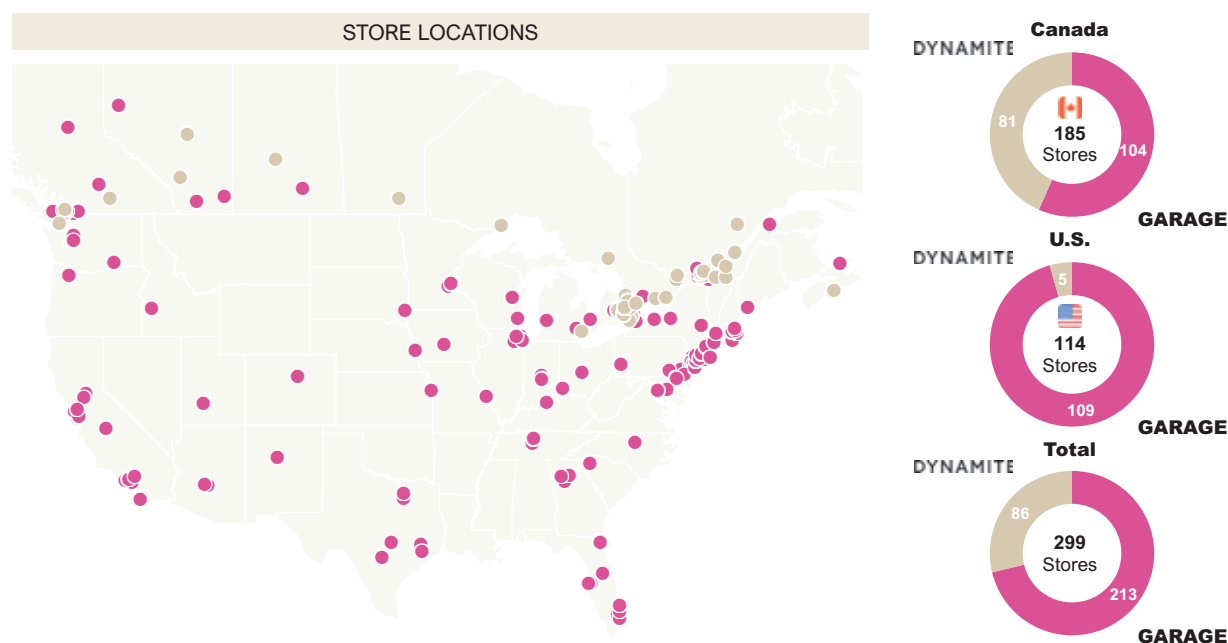 STORE LOCATIONS
Canada
DYNAMITE
81
185
Stores
104
GARAGE
U.S.
DYNAMITE
5
114
Stores
109
GARAGE
Total
DYNAMITE
86
299
Stores
213
GARAGE